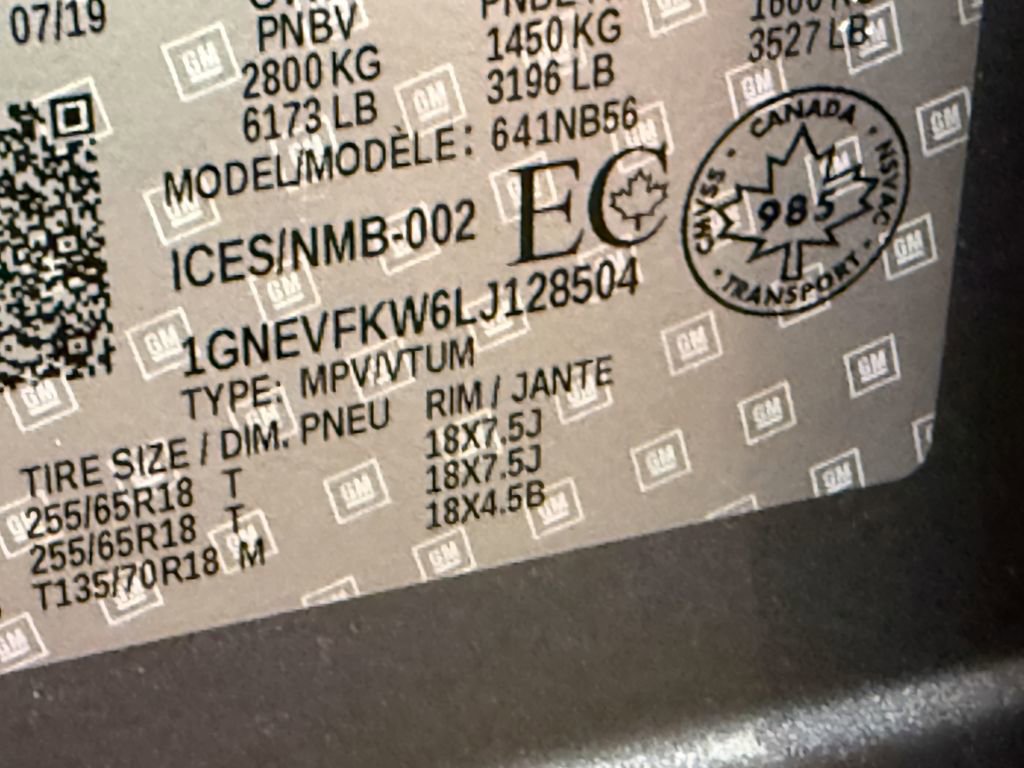 07/19
PNBV
2800 KG 1450 KG
6173 LB 3196 LB 3527 LB
MODEL/MODÈLE: 641NB56
ICES/NMB-002 EC
CANADA · NSVAC · TRANSPORT · CMVSS ·
985
1GNEVFKW6LJ128504
TYPE: MPV/VTUM
TIRE SIZE / DIM. PNEU RIM / JANTE
255/65R18 T 18X7.5J
255/65R18 T 18X7.5J
T135/70R18 M 18X4.5B
GM